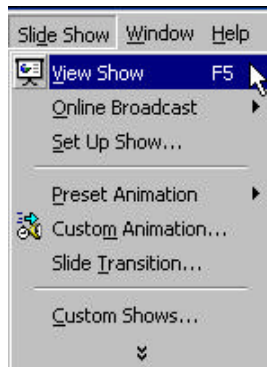 Slide Show Window Help
View Show F5
Online Broadcast
Set Up Show...
Preset Animation
Custom Animation...
Slide Transition...
Custom Shows...